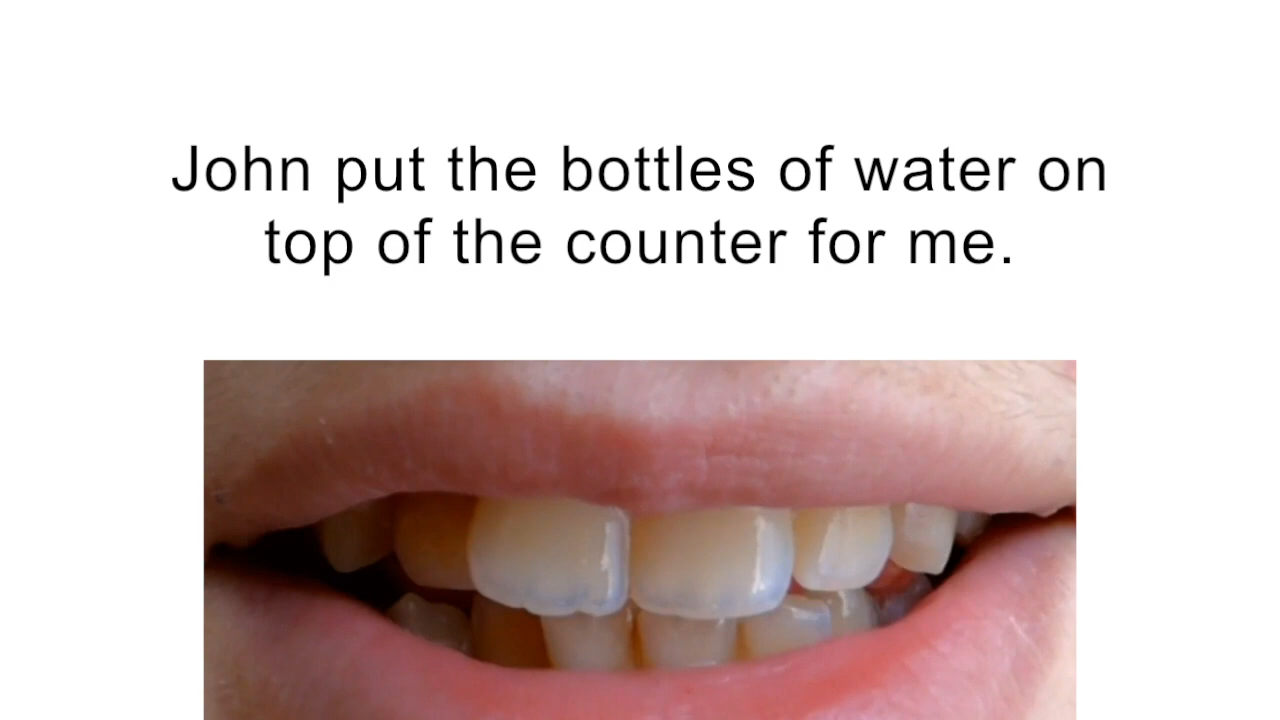 John put the bottles of water on
top of the counter for me.